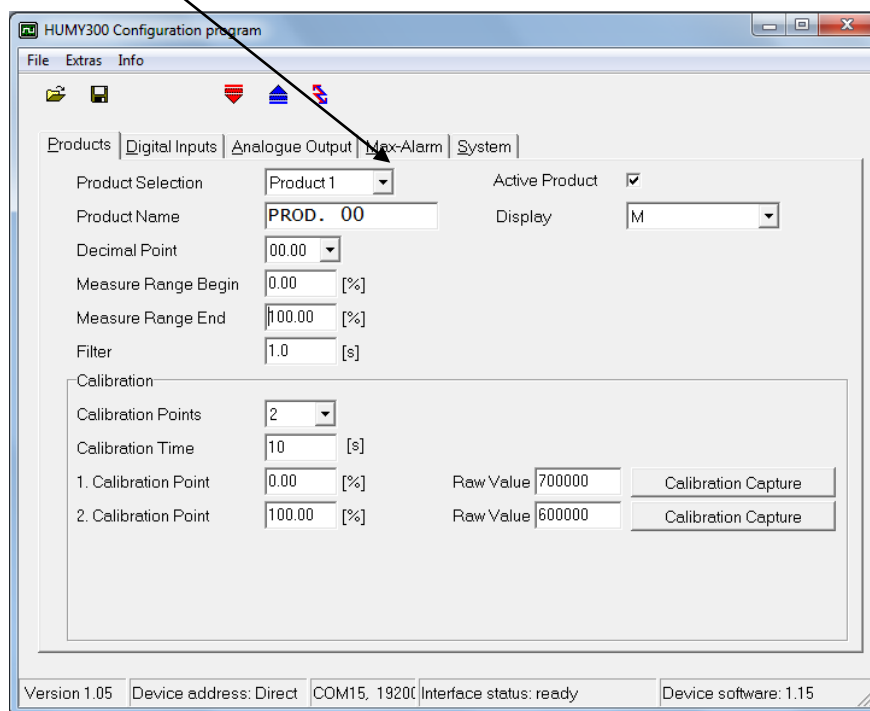 HUMY300 Configuration program
File Extras Info
Products Digital Inputs Analogue Output Max-Alarm System
Product Selection Product 1 Active Product
Product Name PROD. 00 Display M
Decimal Point 00.00
Measure Range Begin 0.00 [%]
Measure Range End 100.00 [%]
Filter 1.0 [s]
Calibration
Calibration Points 2
Calibration Time 10 [s]
1. Calibration Point 0.00 [%] Raw Value 700000 Calibration Capture
2. Calibration Point 100.00 [%] Raw Value 600000 Calibration Capture
Version 1.05 Device address: Direct COM15, 1920 Interface status: ready Device software: 1.15